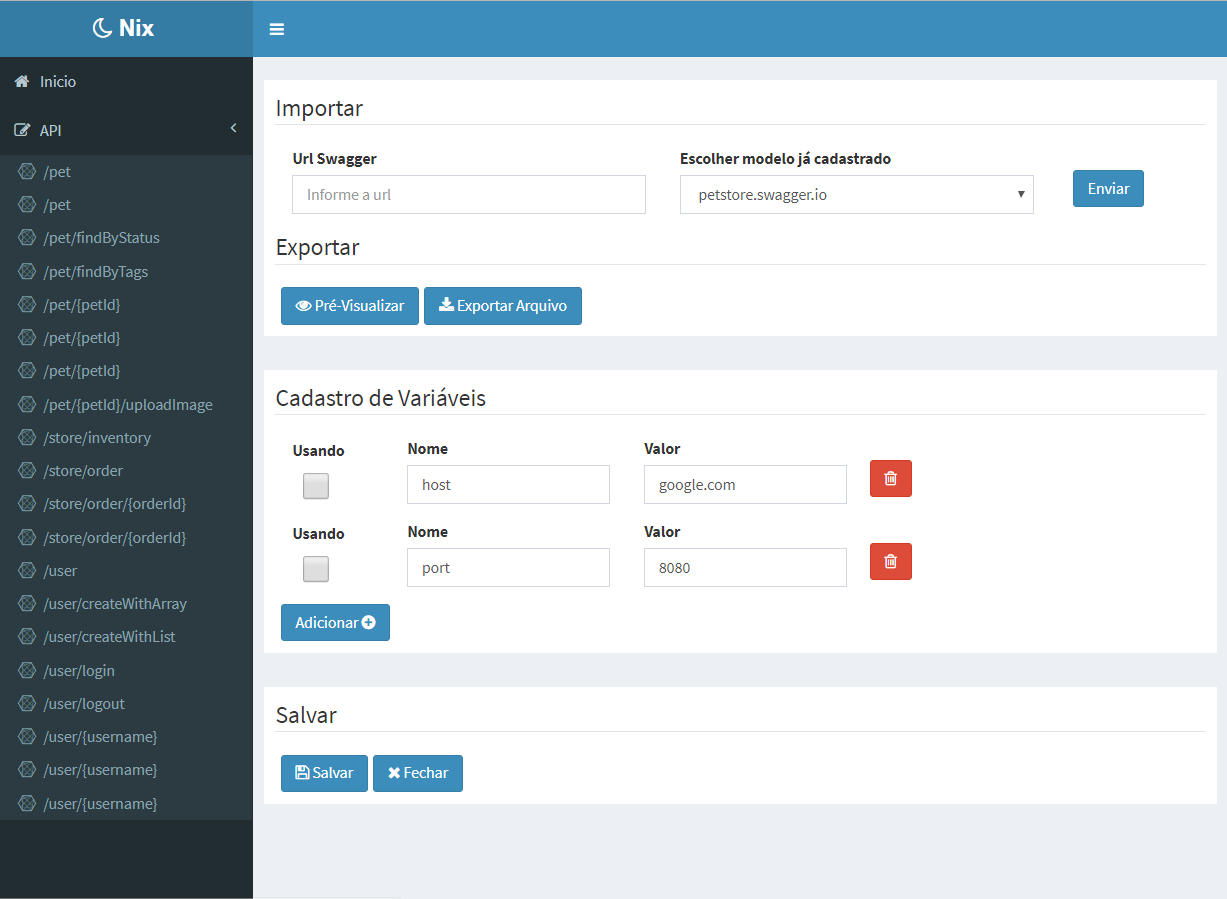 Nix
Inicio
API
/pet
/pet
/pet/findByStatus
/pet/findByTags
/pet/{petId}
/pet/{petId}
/pet/{petId}
/pet/{petId}/uploadImage
/store/inventory
/store/order
/store/order/{orderId}
/store/order/{orderId}
/user
/user/createWithArray
/user/createWithList
/user/login
/user/logout
/user/{username}
/user/{username}
/user/{username}
Importar
Url Swagger Escolher modelo já cadastrado
Informe a url petstore.swagger.io Enviar
Exportar
Pré-Visualizar Exportar Arquivo
Cadastro de Variáveis
Usando Nome Valor
host google.com
Usando Nome Valor
port 8080
Adicionar
Salvar
Salvar Fechar